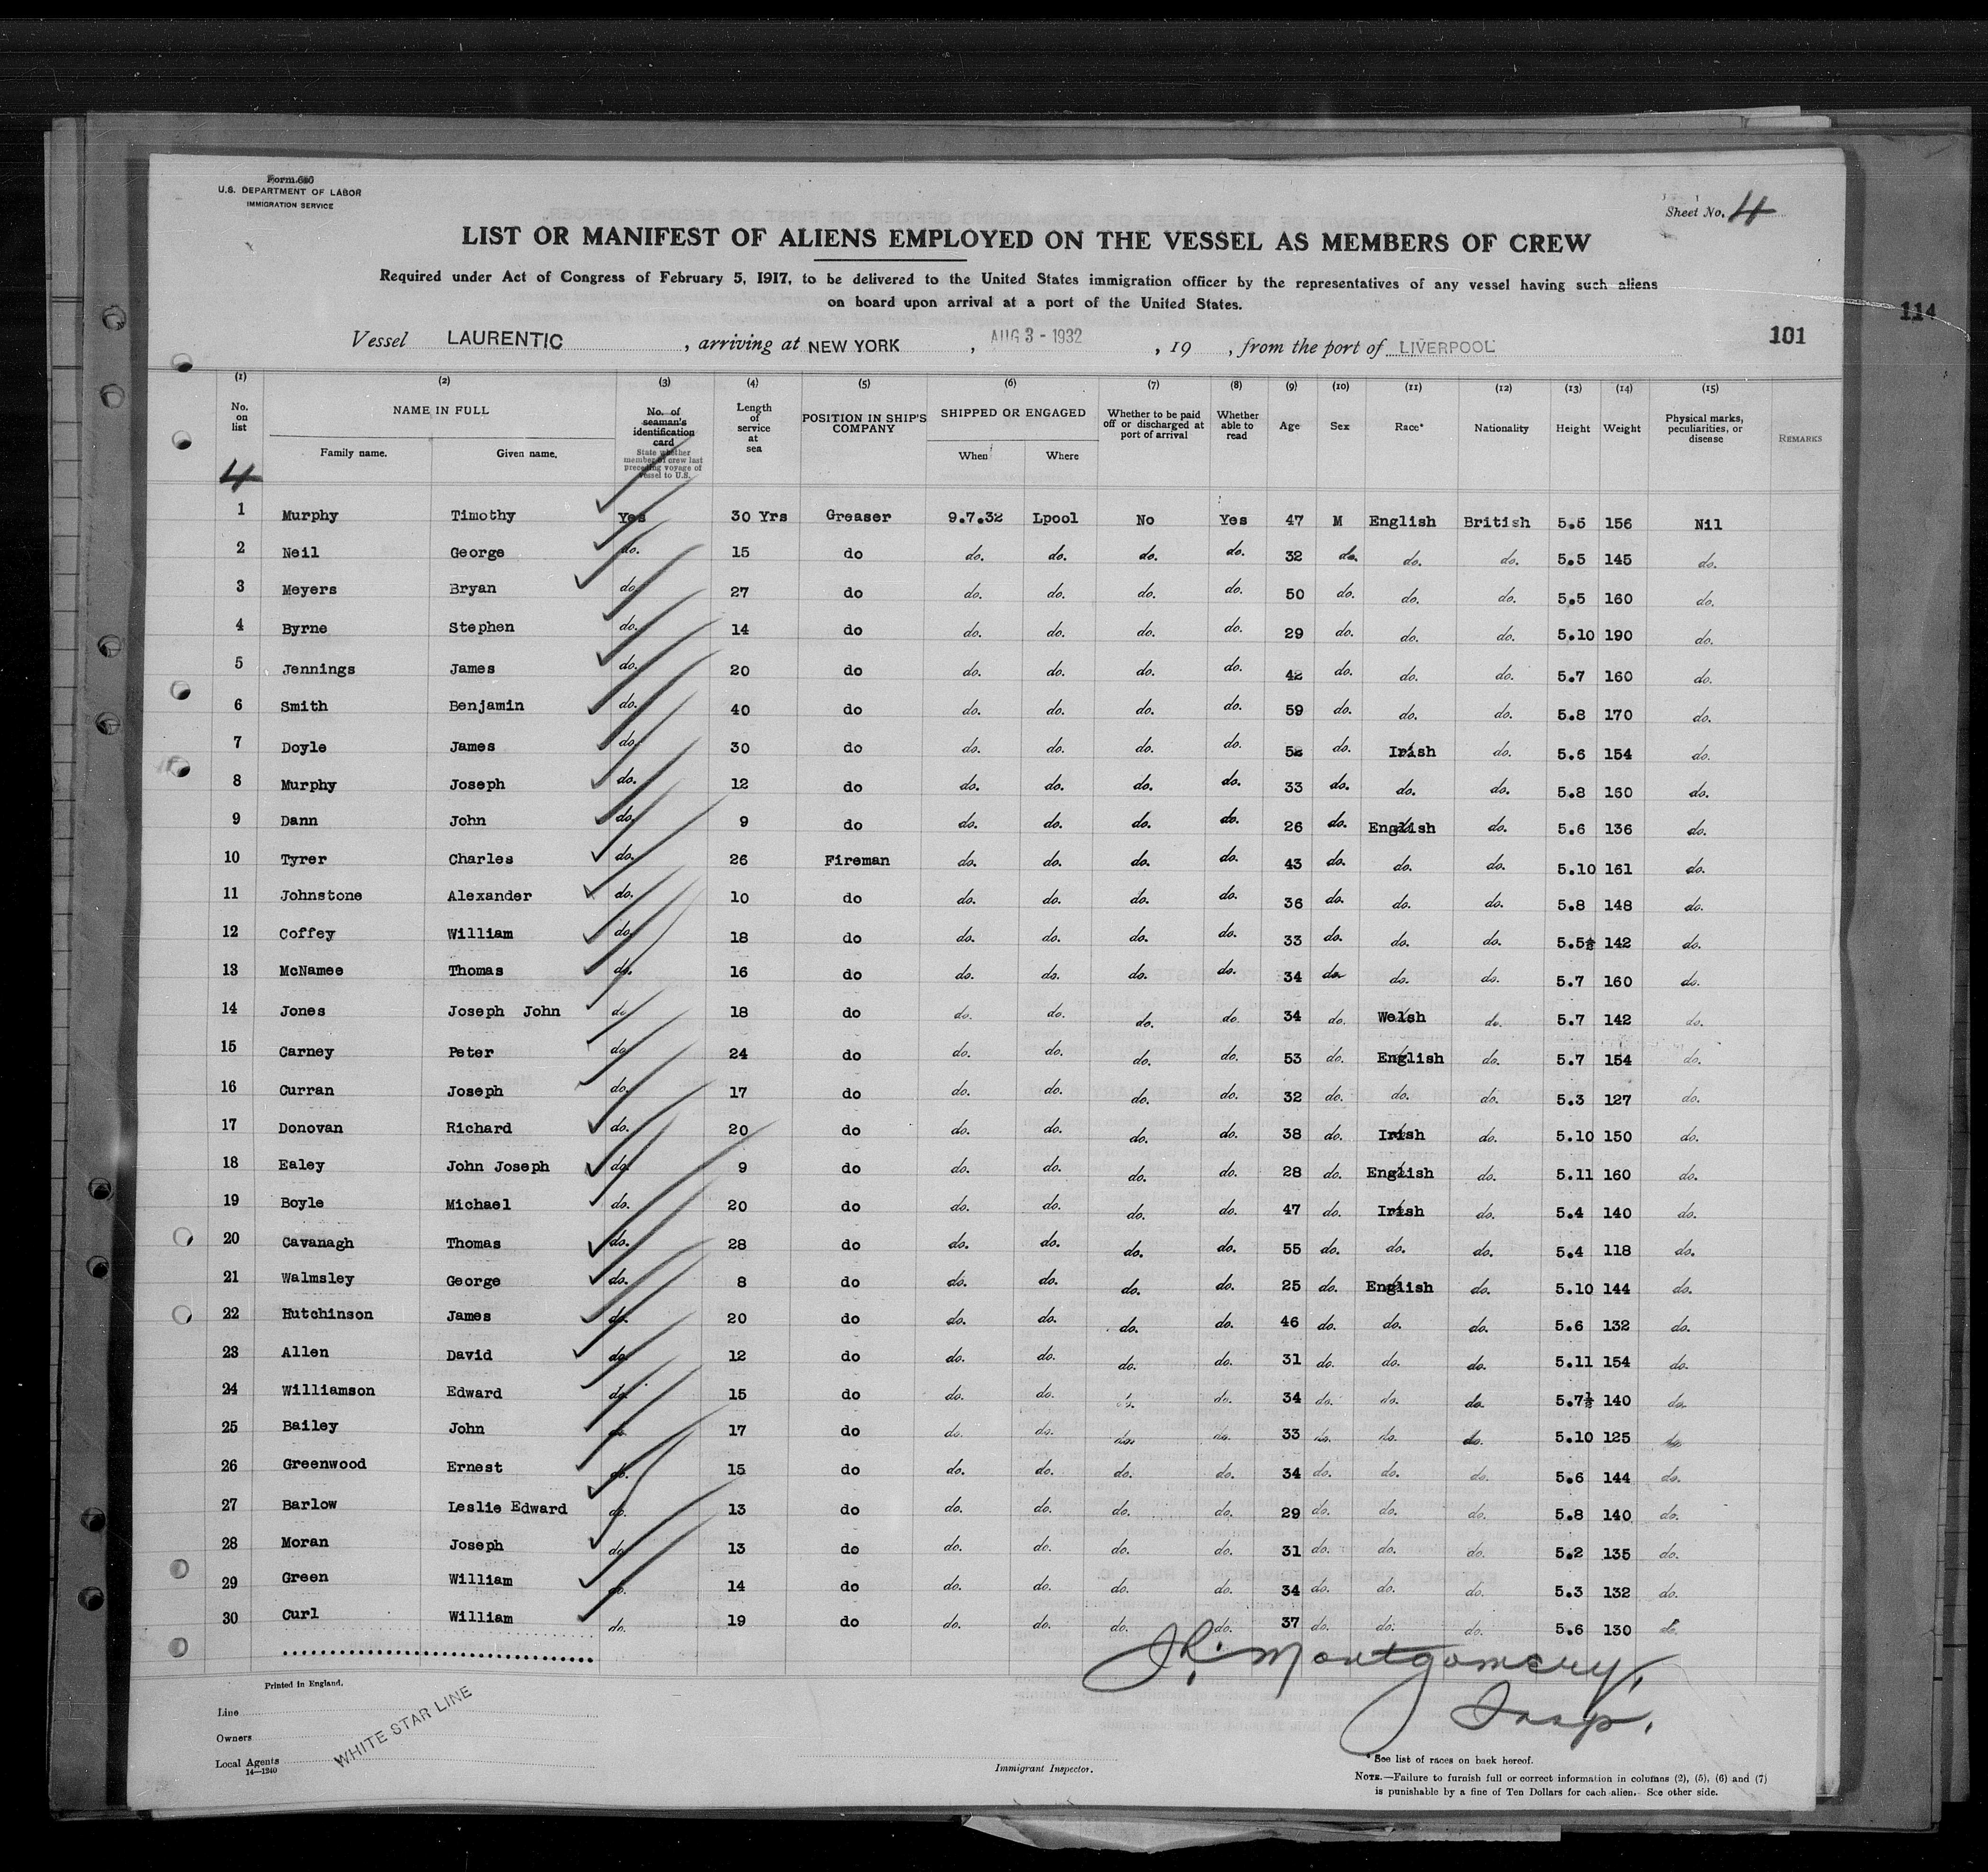 Form 686
U.S. DEPARTMENT OF LABOR
IMMIGRATION SERVICE
Sheet No. 4
LIST OR MANIFEST OF ALIENS EMPLOYED ON THE VESSEL AS MEMBERS OF CREW
Required under Act of Congress of February 5, 1917, to be delivered to the United States immigration officer by the representatives of any vessel having such aliens
on board upon arrival at a port of the United States.
114
Vessel LAURENTIC, arriving at NEW YORK, AUG 3 - 1932, 19 , from the port of LIVERPOOL 101
(1) (2) (3) (4) (5) (6) (7) (8) (9) (10) (11) (12) (13) (14) (15)
No. on list NAME IN FULL Family name. Given name. No. of seaman's identification card State whether member of crew last preceding voyage of vessel to U.S. Length of service at sea POSITION IN SHIP'S COMPANY SHIPPED OR ENGAGED When Where Whether to be paid off or discharged at port of arrival Whether able to read Age Sex Race* Nationality Height Weight Physical marks, peculiarities, or disease REMARKS
4
1 Murphy Timothy Yes 30 Yrs Greaser 9.7.32 Lpool No Yes 47 M English British 5.5 156 Nil
2 Neil George do. 15 do do. do. do. do. 32 do. do. do. 5.5 145 do.
3 Meyers Bryan do. 27 do do. do. do. do. 50 do. do. do. 5.5 160 do.
4 Byrne Stephen do. 14 do do. do. do. do. 29 do. do. do. 5.10 190 do.
5 Jennings James do. 20 do do. do. do. do. 42 do. do. do. 5.7 160 do.
6 Smith Benjamin do. 40 do do. do. do. do. 59 do. do. do. 5.8 170 do.
7 Doyle James do. 30 do do. do. do. do. 52 do. Irish do. 5.6 154 do.
8 Murphy Joseph do. 12 do do. do. do. do. 33 do. do. do. 5.8 160 do.
9 Dann John do. 9 do do. do. do. do. 26 do. English do. 5.6 136 do.
10 Tyrer Charles do. 26 Fireman do. do. do. do. 43 do. do. do. 5.10 161 do.
11 Johnstone Alexander do. 10 do do. do. do. do. 36 do. do. do. 5.8 148 do.
12 Coffey William do. 18 do do. do. do. do. 33 do. do. do. 5.5½ 142 do.
13 McNamee Thomas do. 16 do do. do. do. do. 34 do. do. do. 5.7 160 do.
14 Jones Joseph John do 18 do do. do. do. do 34 do. Welsh do. 5.7 142 do.
15 Carney Peter do. 24 do do. do. do. do. 53 do. English do. 5.7 154 do.
16 Curran Joseph do. 17 do do. do. do. do. 32 do. do. do. 5.3 127 do.
17 Donovan Richard do. 20 do do. do. do. do. 38 do. Irish do. 5.10 150 do.
18 Ealey John Joseph do. 9 do do. do. do. do. 28 do. English do. 5.11 160 do.
19 Boyle Michael do. 20 do do. do. do. do. 47 do. Irish do. 5.4 140 do.
20 Cavanagh Thomas do. 28 do do. do. do. do. 55 do. do. do. 5.4 118 do.
21 Walmsley George do. 8 do do. do. do. do. 25 do. English do. 5.10 144 do.
22 Hutchinson James do. 20 do do. do. do. do. 46 do. do. do. 5.6 132 do.
23 Allen David do. 12 do do. do. do. do. 31 do. do. do. 5.11 154 do.
24 Williamson Edward do. 15 do do. do. do. do. 34 do. do. do. 5.7½ 140 do.
25 Bailey John do. 17 do do. do. do. do. 33 do. do. do. 5.10 125 do.
26 Greenwood Ernest do. 15 do do. do. do. do. 34 do. do. do. 5.6 144 do.
27 Barlow Leslie Edward do. 13 do do. do. do. do. 29 do. do. do. 5.8 140 do.
28 Moran Joseph do. 13 do do. do. do. do. 31 do. do. do. 5.2 135 do.
29 Green William do. 14 do do. do. do. do. 34 do. do. do. 5.3 132 do.
30 Curl William do. 19 do do. do. do. do. 37 do. do. do. 5.6 130 do.
J.R. Montgomery,
Insp.
Printed in England.
Line
Owners
Local Agents
14—1240
WHITE STAR LINE
Immigrant Inspector.
* See list of races on back hereof.
NOTE.—Failure to furnish full or correct information in columns (2), (5), (6) and (7)
is punishable by a fine of Ten Dollars for each alien. See other side.